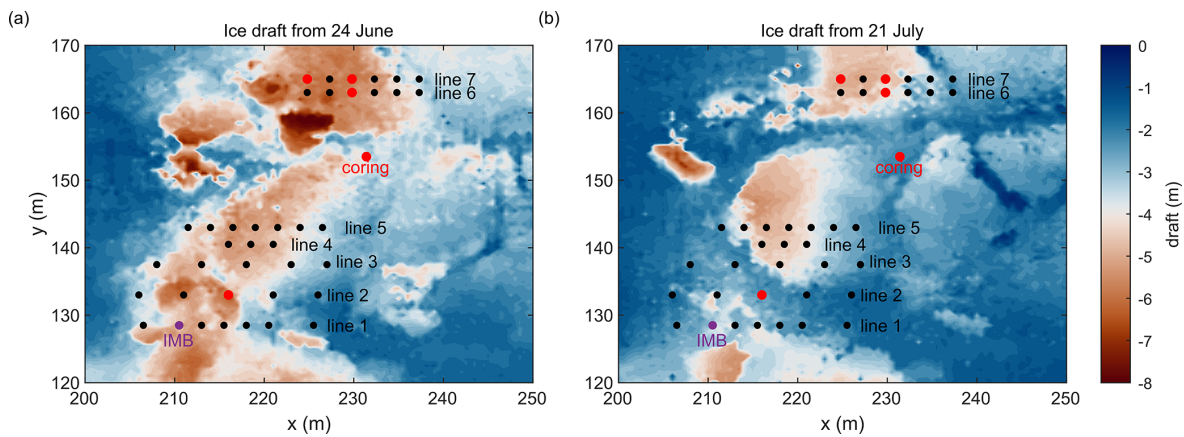 (a)
Ice draft from 24 June
170
160
150
140
130
120
y (m)
line 7
line 6
coring
line 5
line 4
line 3
line 2
line 1
IMB
200
210
220
230
240
250
x (m)
(b)
Ice draft from 21 July
170
160
150
140
130
120
line 7
line 6
coring
line 5
line 4
line 3
line 2
line 1
IMB
200
210
220
230
240
250
x (m)
0
-1
-2
-3
-4
-5
-6
-7
-8
draft (m)